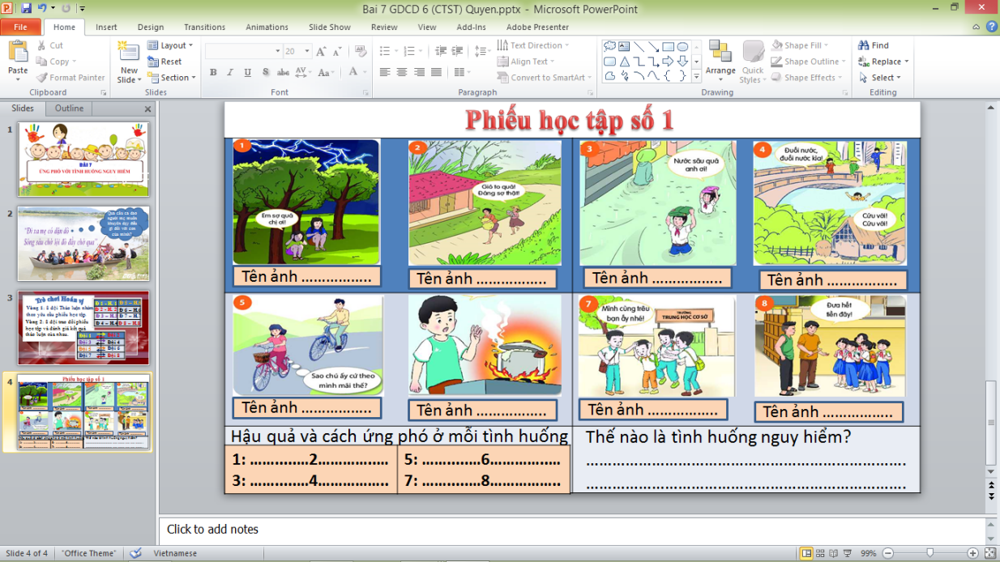 Bai 7 GDCD 6 (CTST) Quyen.pptx - Microsoft PowerPoint
File Home Insert Design Transitions Animations Slide Show Review View Add-Ins Adobe Presenter
Paste
Cut
Copy
Format Painter
Clipboard
New Slide
Layout
Reset
Section
Slides
20
B I U S abc AV Aa A
Font
Text Direction
Align Text
Convert to SmartArt
Paragraph
Arrange
Quick Styles
Shape Fill
Shape Outline
Shape Effects
Drawing
Find
Replace
Select
Editing
Slides Outline
1
BÀI 7
ỨNG PHÓ VỚI TÌNH HUỐNG NGUY HIỂM
2
"Đi ra mẹ có dặn dò
Sông sâu chớ lội đò đầy chớ qua"
3
Trò chơi Hoán vị
4
Phiếu học tập số 1
1
Em sợ quá chị ơi!
Tên ảnh ................
2
Gió to quá!
Đáng sợ thật!
Tên ảnh ................
3
Nước sâu quá
anh ơi!
Tên ảnh ................
4
Đuối nước,
đuối nước kìa!
Cứu với!
Cứu với!
Tên ảnh ................
5
Sao chú ấy cứ theo
mình mãi thế?
Tên ảnh ................
Tên ảnh ................
7
Mình cùng trêu
bạn ấy nhé!
TRƯỜNG
TRUNG HỌC CƠ SỞ
Tên ảnh ................
8
Đưa hết
tiền đây!
Tên ảnh ................
Hậu quả và cách ứng phó ở mỗi tình huống
1: .............2................
3: .............4................
5: .............6................
7: .............8...............
Thế nào là tình huống nguy hiểm?
........................................................................
........................................................................
Click to add notes
Slide 4 of 4 "Office Theme" Vietnamese 99%